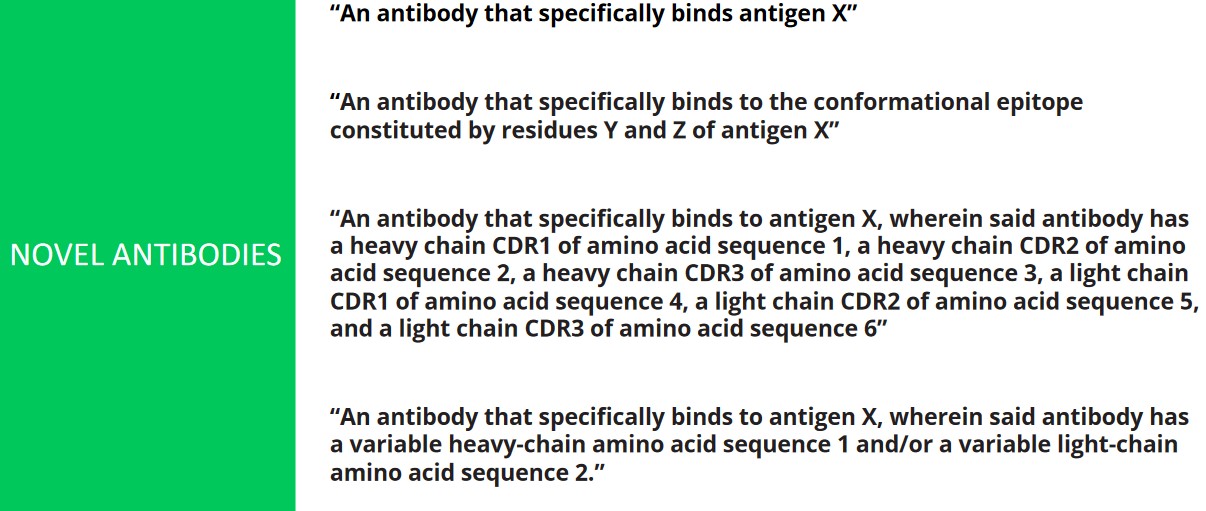 “An antibody that specifically binds antigen X”
“An antibody that specifically binds to the conformational epitope
constituted by residues Y and Z of antigen X”
NOVEL ANTIBODIES
“An antibody that specifically binds to antigen X, wherein said antibody has
a heavy chain CDR1 of amino acid sequence 1, a heavy chain CDR2 of amino
acid sequence 2, a heavy chain CDR3 of amino acid sequence 3, a light chain
CDR1 of amino acid sequence 4, a light chain CDR2 of amino acid sequence 5,
and a light chain CDR3 of amino acid sequence 6”
“An antibody that specifically binds to antigen X, wherein said antibody has
a variable heavy-chain amino acid sequence 1 and/or a variable light-chain
amino acid sequence 2.”